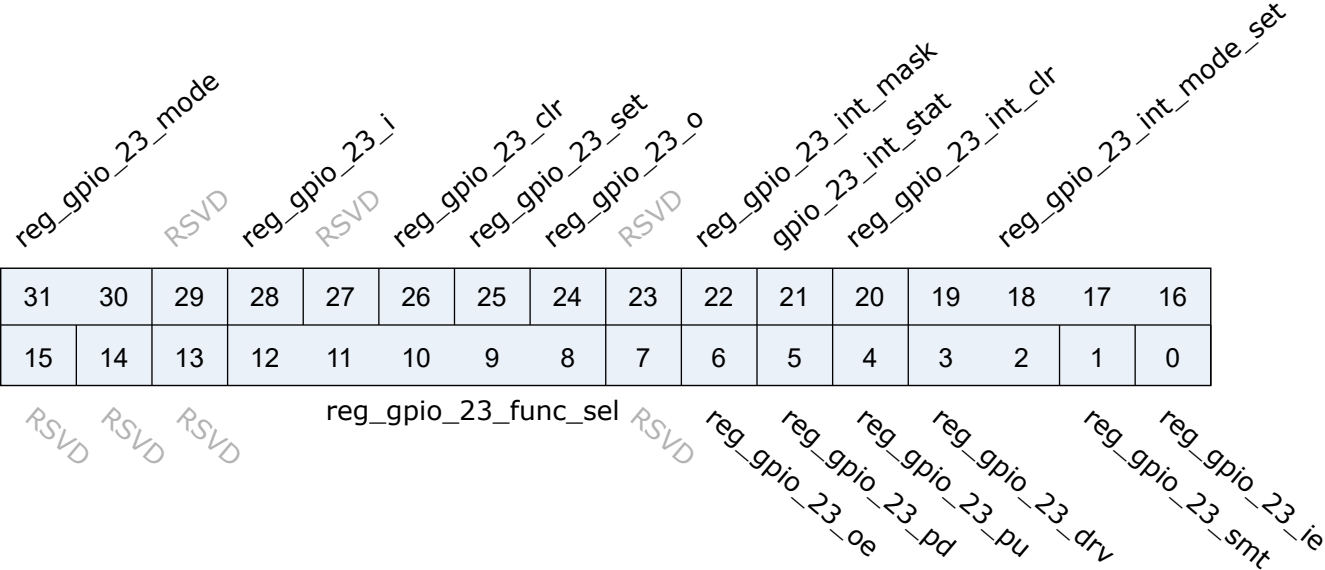 reg_gpio_23_mode
RSVD
reg_gpio_23_i
RSVD
reg_gpio_23_clr
reg_gpio_23_set
reg_gpio_23_o
RSVD
reg_gpio_23_int_mask
gpio_23_int_stat
reg_gpio_23_int_clr
reg_gpio_23_int_mode_set
31 30 29 28 27 26 25 24 23 22 21 20 19 18 17 16
15 14 13 12 11 10 9 8 7 6 5 4 3 2 1 0
RSVD
RSVD
RSVD
reg_gpio_23_func_sel
RSVD
reg_gpio_23_oe
reg_gpio_23_pd
reg_gpio_23_pu
reg_gpio_23_drv
reg_gpio_23_smt
reg_gpio_23_ie